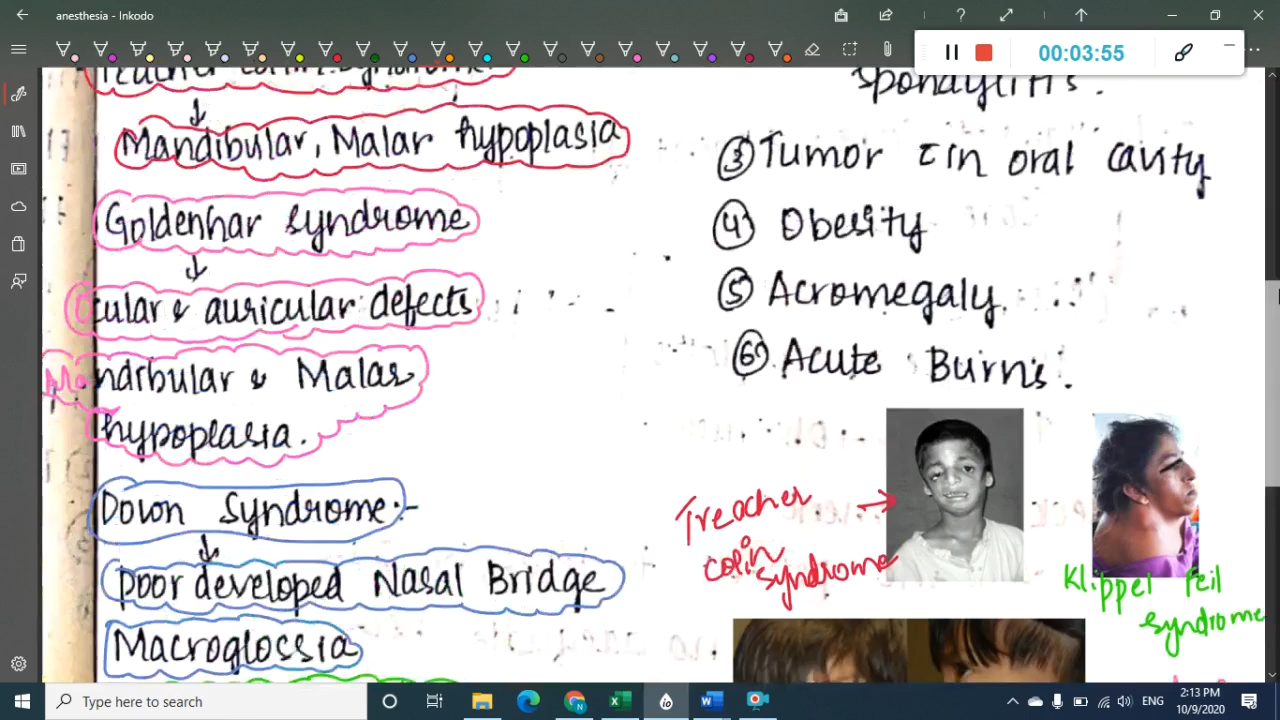 anesthesia - Inkodo
00:03:55
Mandibular, Malar hypoplasia
Goldenhar syndrome
↓
Ocular & auricular defects
Mandibular & Malar
hypoplasia.
Down Syndrome:-
↓
poor developed Nasal Bridge
Macroglossia
spondylitis.
③ Tumor in oral cavity
④ Obesity
⑤ Acromegaly
⑥ Acute Burns.
Treacher
colin
syndrome
Klippel Feil
syndrome
Type here to search
ENG
2:13 PM
10/9/2020